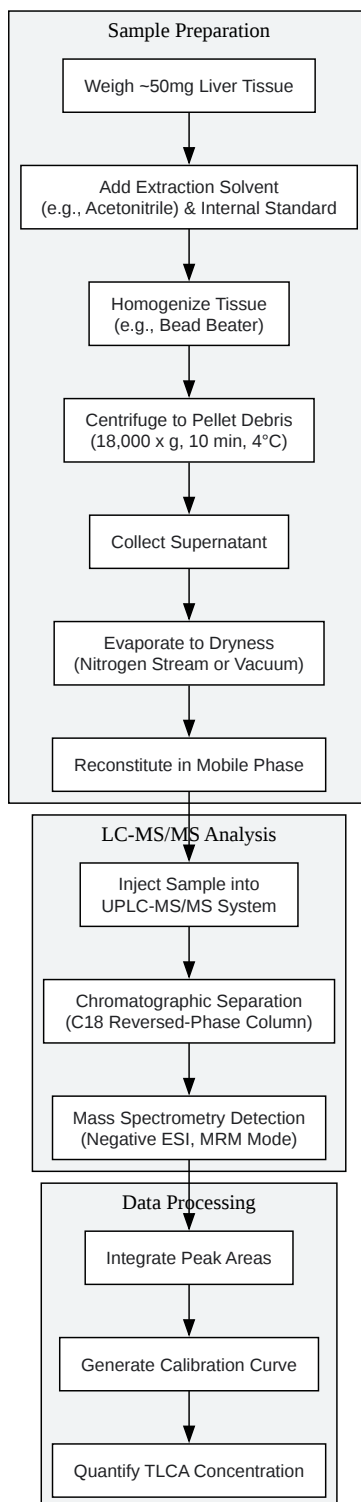 Sample Preparation
Weigh ~50mg Liver Tissue
Add Extraction Solvent
(e.g., Acetonitrile) & Internal Standard
Homogenize Tissue
(e.g., Bead Beater)
Centrifuge to Pellet Debris
(18,000 x g, 10 min, 4°C)
Collect Supernatant
Evaporate to Dryness
(Nitrogen Stream or Vacuum)
Reconstitute in Mobile Phase
LC-MS/MS Analysis
Inject Sample into
UPLC-MS/MS System
Chromatographic Separation
(C18 Reversed-Phase Column)
Mass Spectrometry Detection
(Negative ESI, MRM Mode)
Data Processing
Integrate Peak Areas
Generate Calibration Curve
Quantify TLCA Concentration